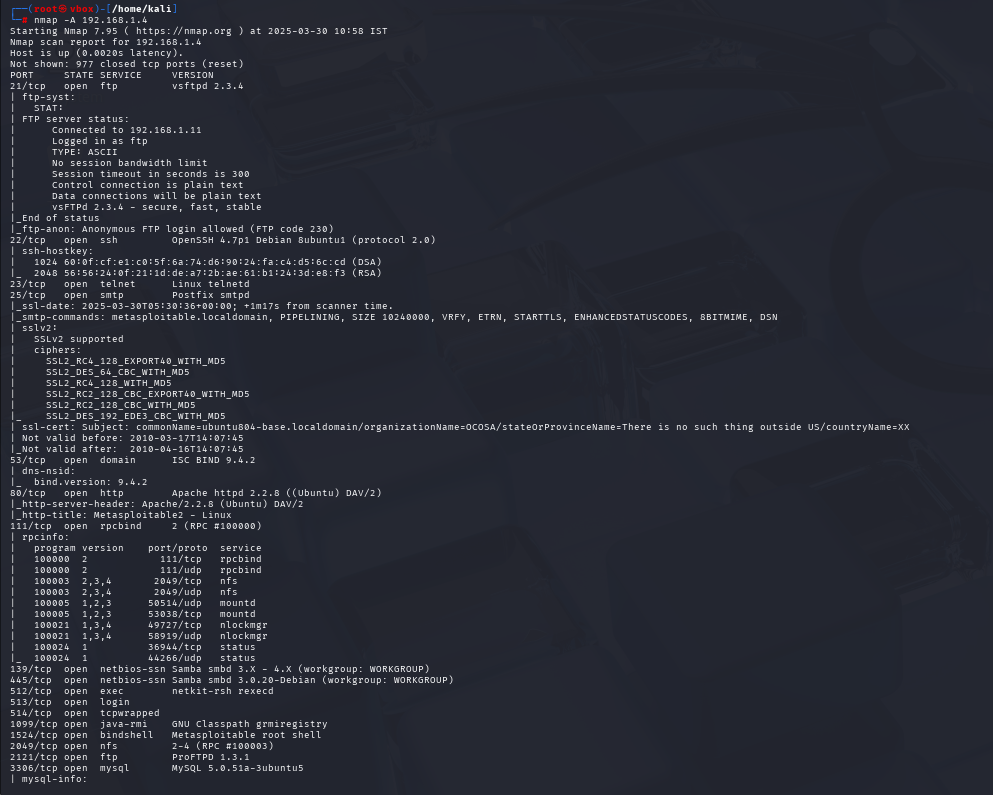 ┌──(root㉿vbox)-[/home/kali]
└─# nmap -A 192.168.1.4
Starting Nmap 7.95 ( https://nmap.org ) at 2025-03-30 10:58 IST
Nmap scan report for 192.168.1.4
Host is up (0.0020s latency).
Not shown: 977 closed tcp ports (reset)
PORT     STATE SERVICE     VERSION
21/tcp   open  ftp         vsftpd 2.3.4
| ftp-syst:
|   STAT:
| FTP server status:
|      Connected to 192.168.1.11
|      Logged in as ftp
|      TYPE: ASCII
|      No session bandwidth limit
|      Session timeout in seconds is 300
|      Control connection is plain text
|      Data connections will be plain text
|      vsFTPd 2.3.4 - secure, fast, stable
|_End of status
|_ftp-anon: Anonymous FTP login allowed (FTP code 230)
22/tcp   open  ssh         OpenSSH 4.7p1 Debian 8ubuntu1 (protocol 2.0)
| ssh-hostkey:
|   1024 60:0f:cf:e1:c0:5f:6a:74:d6:90:24:fa:c4:d5:6c:cd (DSA)
|_  2048 56:56:24:0f:21:1d:de:a7:2b:ae:61:b1:24:3d:e8:f3 (RSA)
23/tcp   open  telnet      Linux telnetd
25/tcp   open  smtp        Postfix smtpd
|_ssl-date: 2025-03-30T05:30:36+00:00; +1m17s from scanner time.
|_smtp-commands: metasploitable.localdomain, PIPELINING, SIZE 10240000, VRFY, ETRN, STARTTLS, ENHANCEDSTATUSCODES, 8BITMIME, DSN
| sslv2:
|   SSLv2 supported
|   ciphers:
|     SSL2_RC4_128_EXPORT40_WITH_MD5
|     SSL2_DES_64_CBC_WITH_MD5
|     SSL2_RC4_128_WITH_MD5
|     SSL2_RC2_128_CBC_EXPORT40_WITH_MD5
|     SSL2_RC2_128_CBC_WITH_MD5
|_    SSL2_DES_192_EDE3_CBC_WITH_MD5
| ssl-cert: Subject: commonName=ubuntu804-base.localdomain/organizationName=OCOSA/stateOrProvinceName=There is no such thing outside US/countryName=XX
| Not valid before: 2010-03-17T14:07:45
|_Not valid after:  2010-04-16T14:07:45
53/tcp   open  domain      ISC BIND 9.4.2
| dns-nsid:
|_  bind.version: 9.4.2
80/tcp   open  http        Apache httpd 2.2.8 ((Ubuntu) DAV/2)
|_http-server-header: Apache/2.2.8 (Ubuntu) DAV/2
|_http-title: Metasploitable2 - Linux
111/tcp  open  rpcbind     2 (RPC #100000)
| rpcinfo:
|   program version    port/proto  service
|   100000  2            111/tcp   rpcbind
|   100000  2            111/udp   rpcbind
|   100003  2,3,4       2049/tcp   nfs
|   100003  2,3,4       2049/udp   nfs
|   100005  1,2,3      50514/udp   mountd
|   100005  1,2,3      53038/tcp   mountd
|   100021  1,3,4      49727/tcp   nlockmgr
|   100021  1,3,4      58919/udp   nlockmgr
|   100024  1          36944/tcp   status
|_  100024  1          44266/udp   status
139/tcp  open  netbios-ssn Samba smbd 3.X - 4.X (workgroup: WORKGROUP)
445/tcp  open  netbios-ssn Samba smbd 3.0.20-Debian (workgroup: WORKGROUP)
512/tcp  open  exec        netkit-rsh rexecd
513/tcp  open  login
514/tcp  open  tcpwrapped
1099/tcp open  java-rmi    GNU Classpath grmiregistry
1524/tcp open  bindshell   Metasploitable root shell
2049/tcp open  nfs         2-4 (RPC #100003)
2121/tcp open  ftp         ProFTPD 1.3.1
3306/tcp open  mysql       MySQL 5.0.51a-3ubuntu5
| mysql-info: